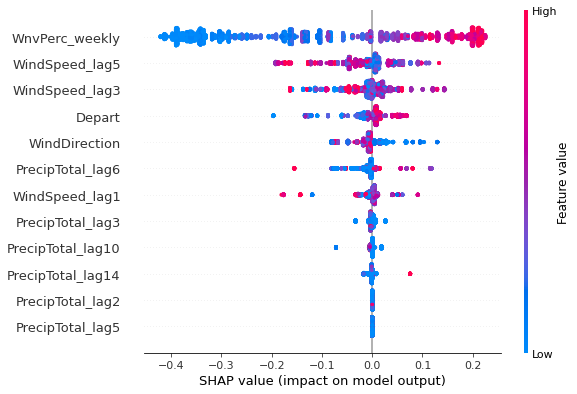 High
WnvPerc_weekly
WindSpeed_lag5
WindSpeed_lag3
Depart
WindDirection
PrecipTotal_lag6
WindSpeed_lag1
PrecipTotal_lag3
PrecipTotal_lag10
PrecipTotal_lag14
PrecipTotal_lag2
PrecipTotal_lag5
Feature value
Low
−0.4 −0.3 −0.2 −0.1 0.0 0.1 0.2
SHAP value (impact on model output)